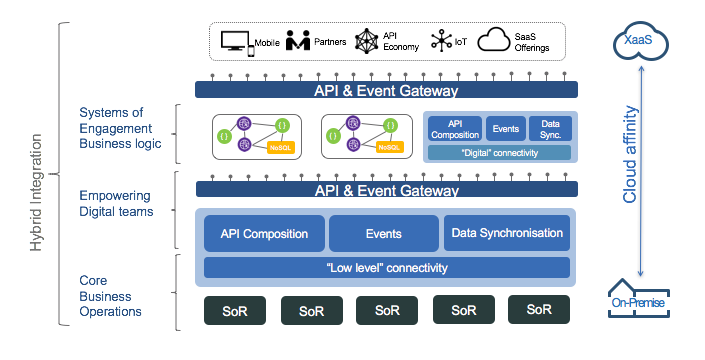 Mobile
Partners
API
Economy
IoT
SaaS
Offerings
XaaS
API & Event Gateway
Systems of
Engagement
Business logic
{ }
{ }
NoSQL
{ }
{ }
NoSQL
API
Composition
Events
Data
Sync.
"Digital" connectivity
Hybrid Integration
Cloud affinity
API & Event Gateway
Empowering
Digital teams
API Composition
Events
Data Synchronisation
"Low level" connectivity
Core
Business
Operations
SoR
SoR
SoR
SoR
SoR
On-Premise